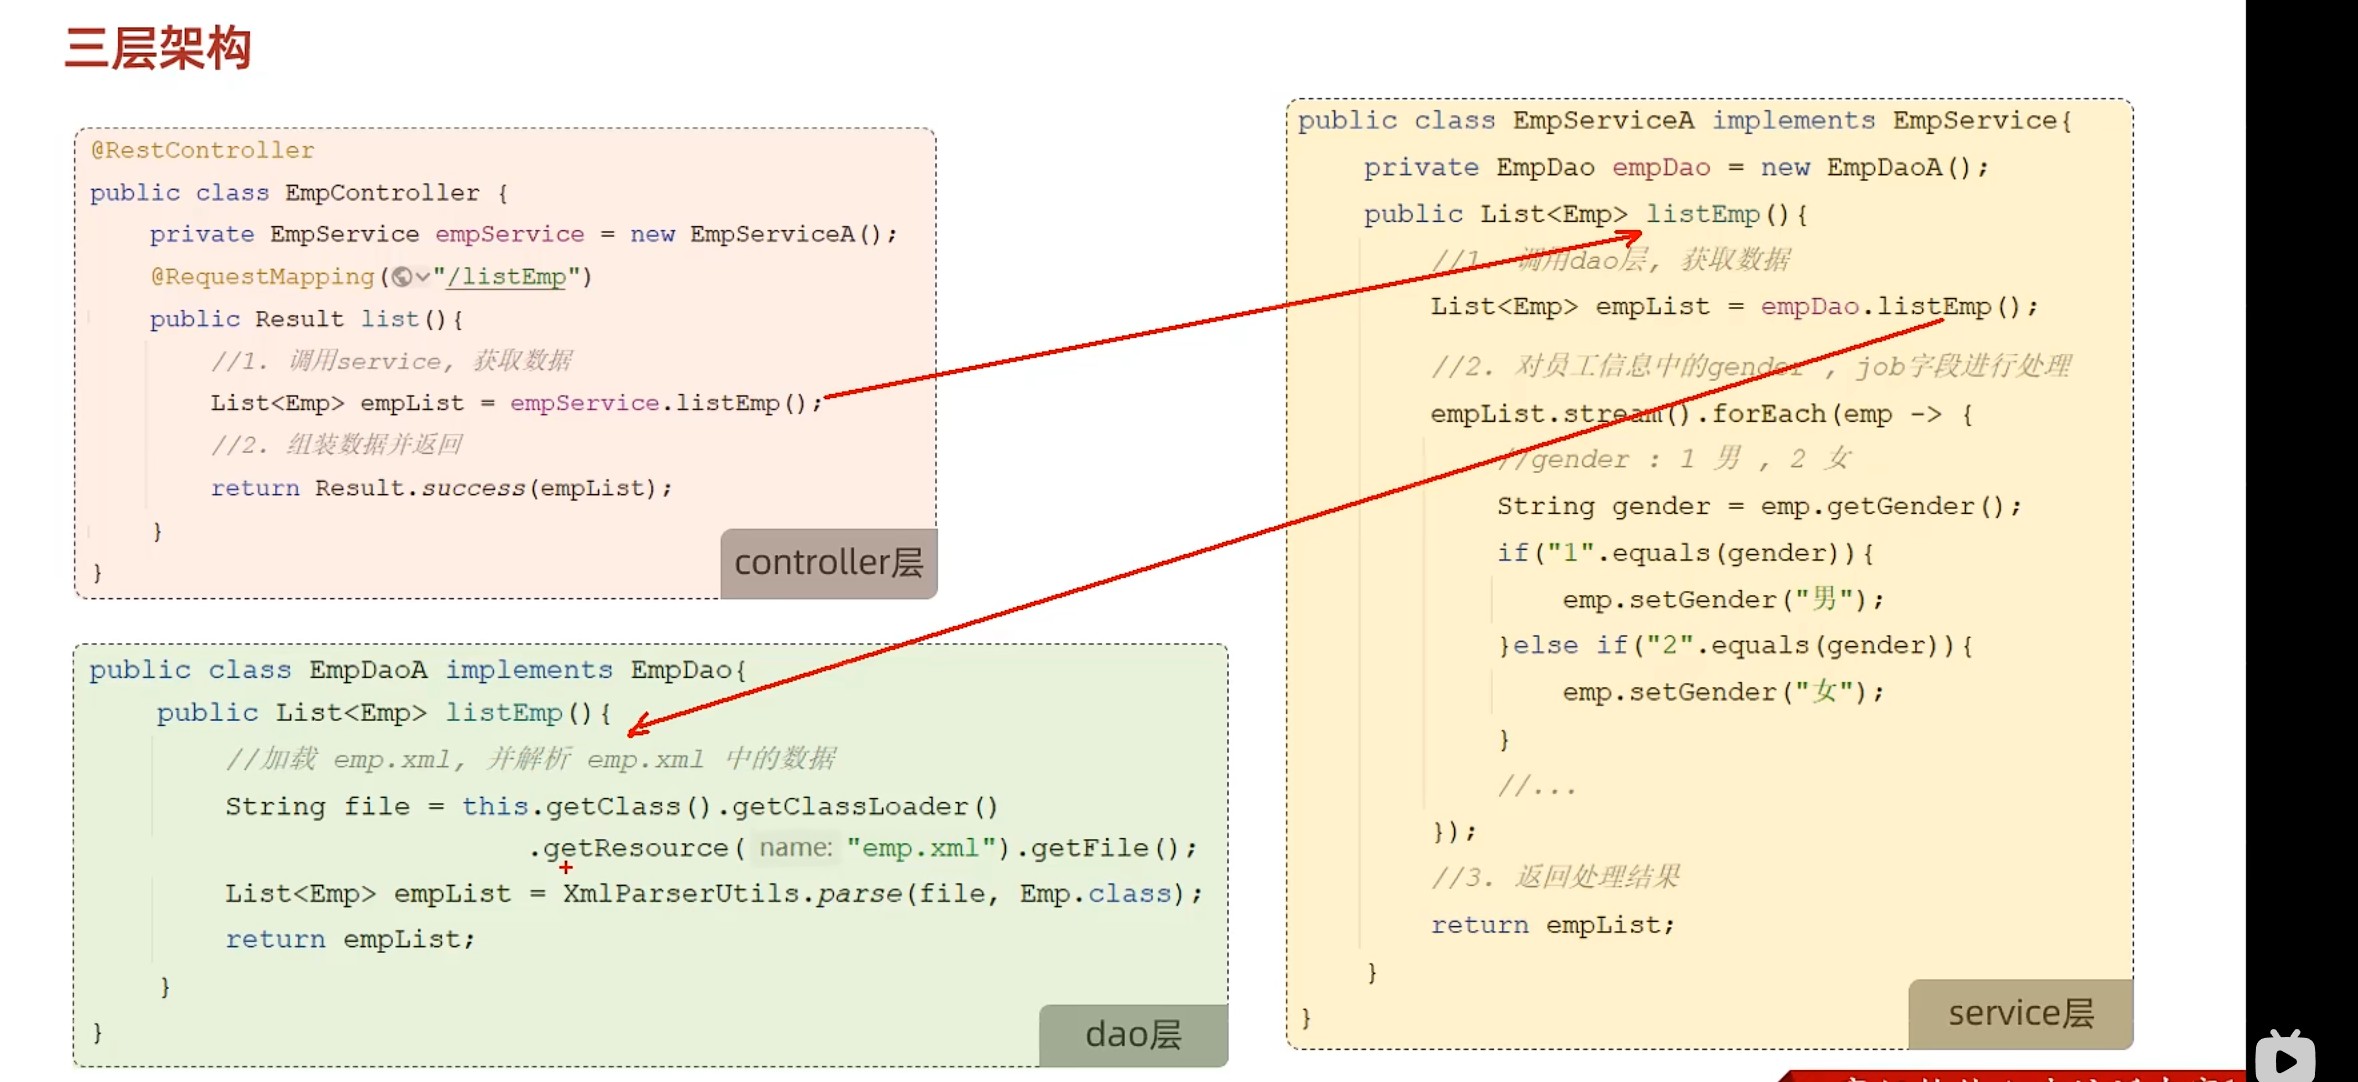 三层架构
@RestController
public class EmpController {
private EmpService empService = new EmpServiceA();
@RequestMapping("/listEmp")
public Result list(){
//1. 调用service, 获取数据
List<Emp> empList = empService.listEmp();
//2. 组装数据并返回
return Result.success(empList);
}
}
controller层
public class EmpDaoA implements EmpDao{
public List<Emp> listEmp(){
//加载 emp.xml, 并解析 emp.xml 中的数据
String file = this.getClass().getClassLoader()
.getResource( name: "emp.xml").getFile();
List<Emp> empList = XmlParserUtils.parse(file, Emp.class);
return empList;
}
}
dao层
public class EmpServiceA implements EmpService{
private EmpDao empDao = new EmpDaoA();
public List<Emp> listEmp(){
//1. 调用dao层, 获取数据
List<Emp> empList = empDao.listEmp();
//2. 对员工信息中的gender , job字段进行处理
empList.stream().forEach(emp -> {
//gender : 1 男 , 2 女
String gender = emp.getGender();
if("1".equals(gender)){
emp.setGender("男");
}else if("2".equals(gender)){
emp.setGender("女");
}
//...
});
//3. 返回处理结果
return empList;
}
}
service层